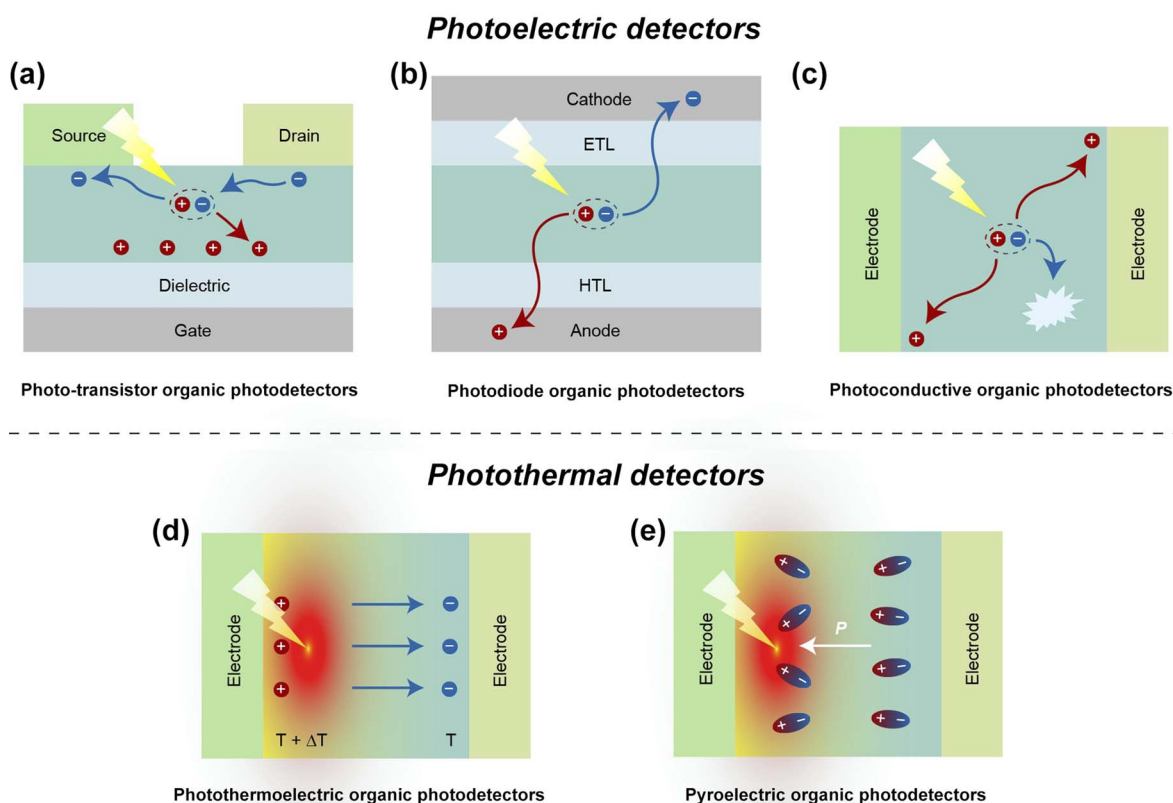 Photoelectric detectors
(a)
Source
Drain
+ −
− −
+ + + +
Dielectric
Gate
Photo-transistor organic photodetectors
(b)
Cathode
−
ETL
+ −
HTL
+
Anode
Photodiode organic photodetectors
(c)
Electrode
+
+ −
+
Electrode
Photoconductive organic photodetectors
Photothermal detectors
(d)
Electrode
+ −
+ −
+ −
T + ΔT
T
Electrode
Photothermoelectric organic photodetectors
(e)
Electrode
+ − + −
+ − + −
P
+ − + −
+ − + −
Electrode
Pyroelectric organic photodetectors